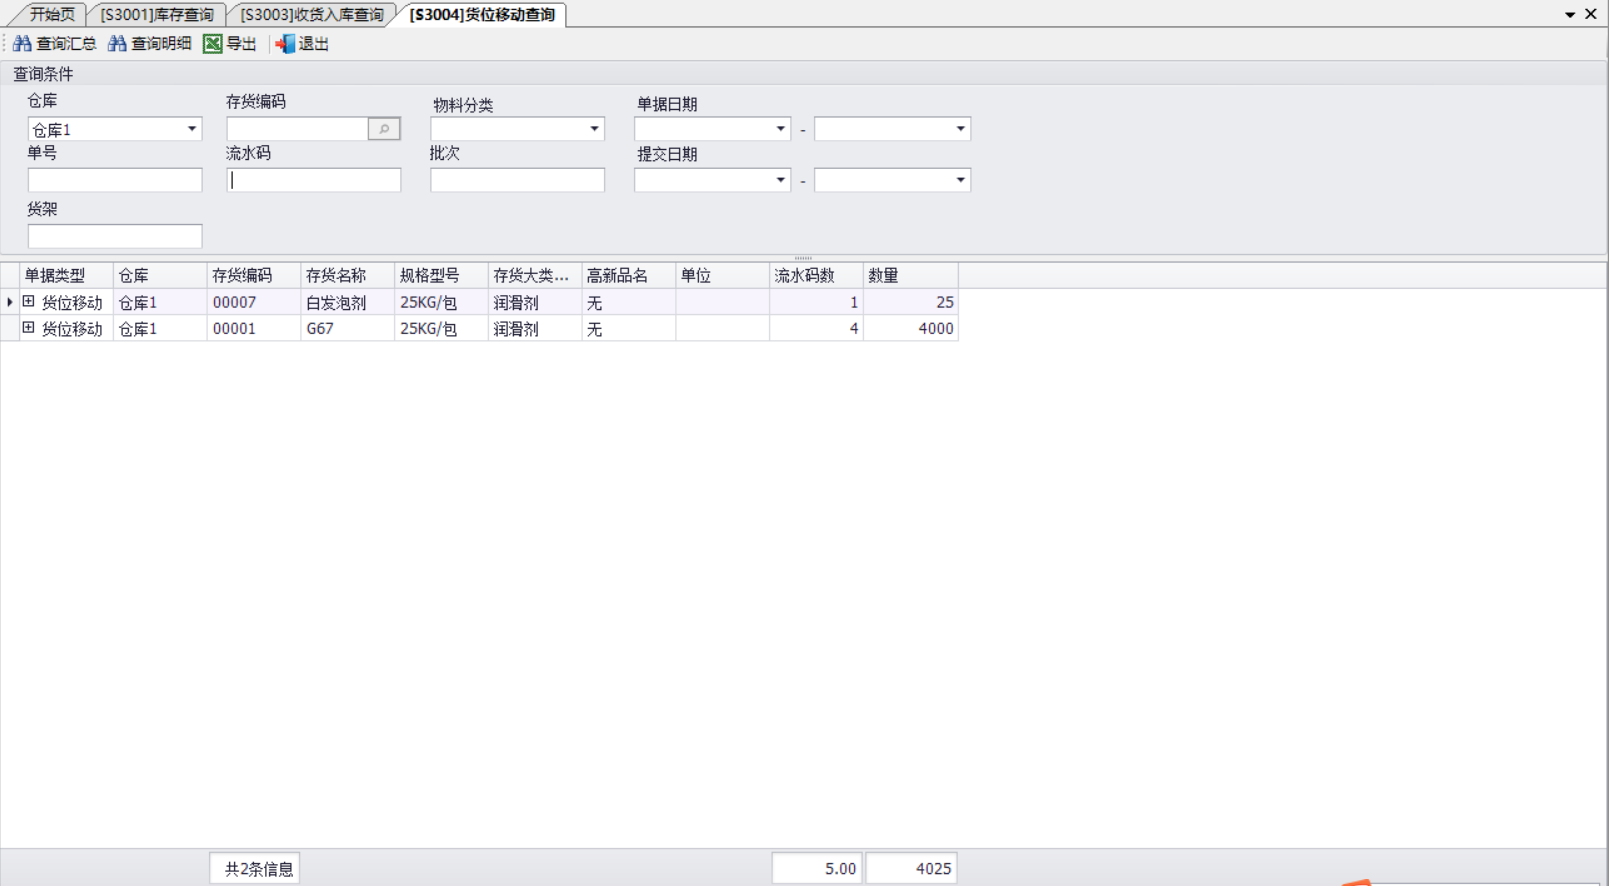 开始页 [S3001]库存查询 [S3003]收货入库查询 [S3004]货位移动查询
查询汇总 查询明细 导出 退出
查询条件
仓库 存货编码 物料分类 单据日期
仓库1 -
单号 流水码 批次 提交日期
-
货架
单据类型 仓库 存货编码 存货名称 规格型号 存货大类... 高新品名 单位 流水码数 数量
货位移动 仓库1 00007 白发泡剂 25KG/包 润滑剂 无 1 25
货位移动 仓库1 00001 G67 25KG/包 润滑剂 无 4 4000
共2条信息 5.00 4025